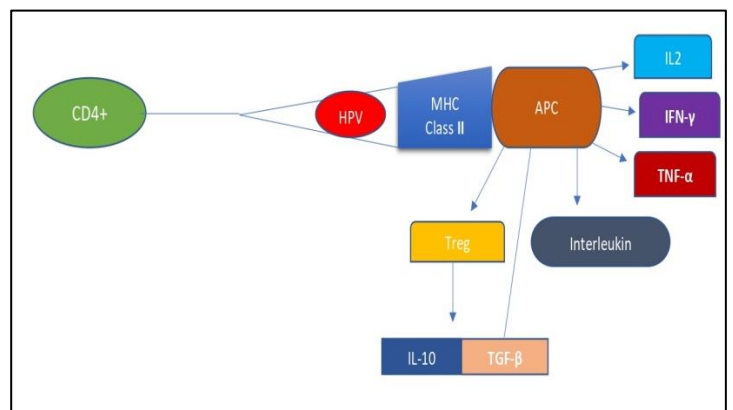 IL2
CD4+
HPV
MHC
Class II
APC
IFN-γ
TNF-α
Treg
Interleukin
IL-10
TGF-β